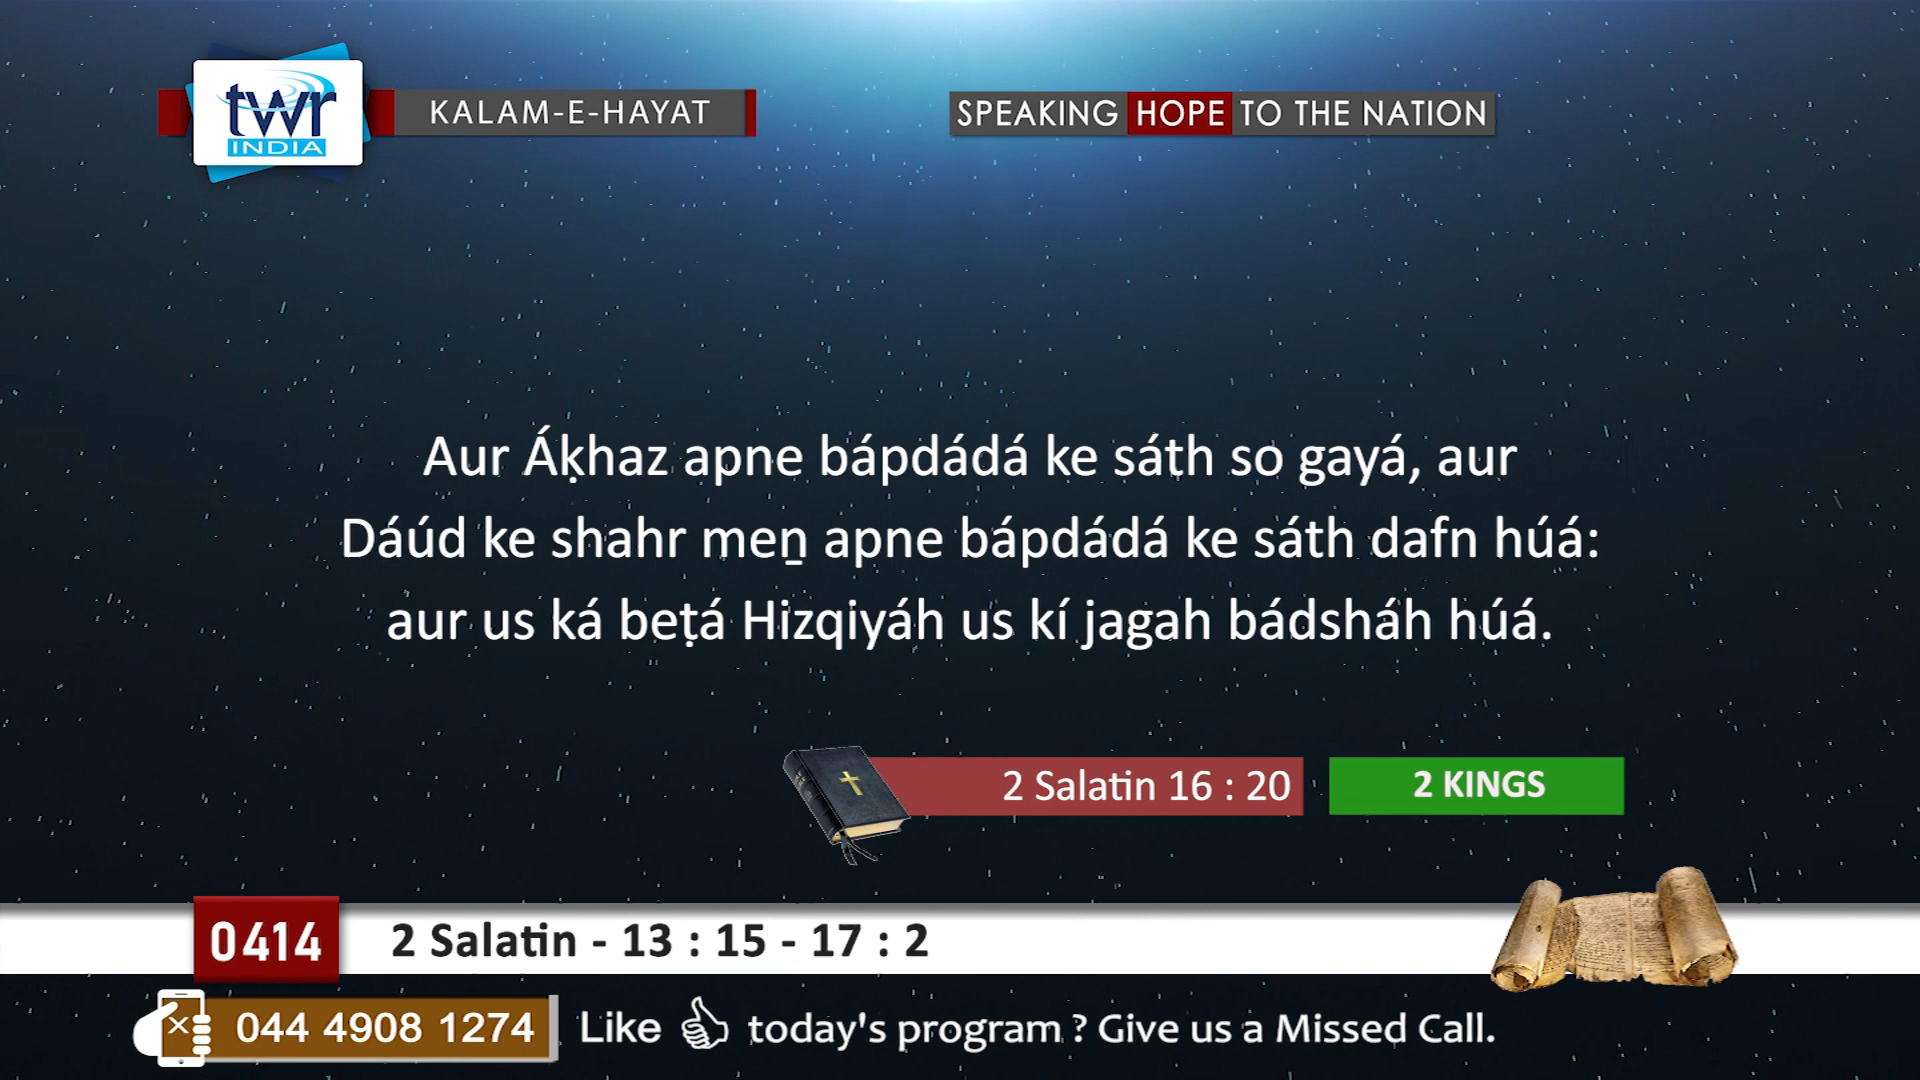 twr
INDIA
KALAM-E-HAYAT
SPEAKING HOPE TO THE NATION
Aur Áḳhaz apne bápdádá ke sáth so gayá, aur
Dáúd ke shahr meṉ apne bápdádá ke sáth dafn húá:
aur us ká beṭá Hizqiyáh us kí jagah bádsháh húá.
2 Salatin 16 : 20
2 KINGS
0414
2 Salatin - 13 : 15 - 17 : 2
044 4908 1274
Like today's program ? Give us a Missed Call.